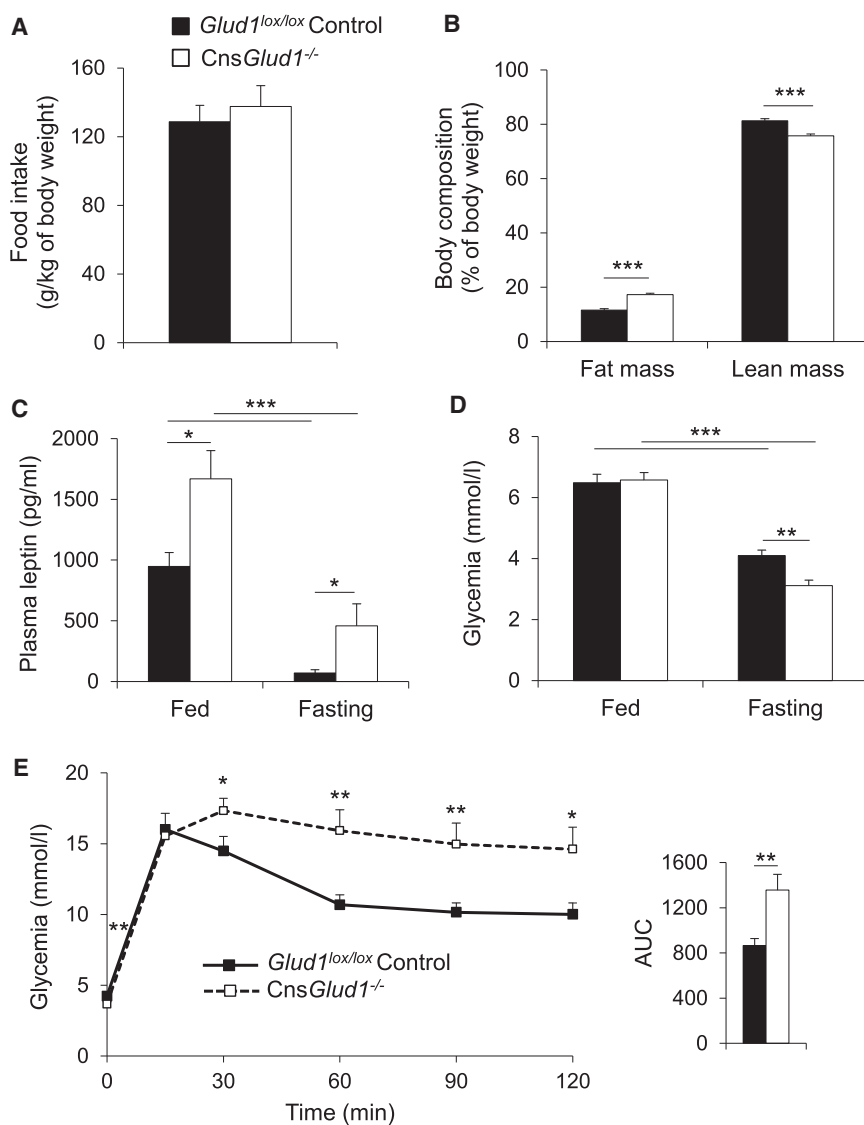 A
Glud1lox/lox Control
CnsGlud1-/-
Food intake
(g/kg of body weight)
160
120
80
40
0
B
Body composition
(% of body weight)
100
80
60
40
20
0
***
***
Fat mass
Lean mass
C
Plasma leptin (pg/ml)
2000
1500
1000
500
0
***
*
*
Fed
Fasting
D
Glycemia (mmol/l)
8
6
4
2
0
***
**
Fed
Fasting
E
Glycemia (mmol/l)
20
15
10
5
0
**
*
**
**
*
Glud1lox/lox Control
CnsGlud1-/-
0
30
60
90
120
Time (min)
AUC
1600
1200
800
400
0
**